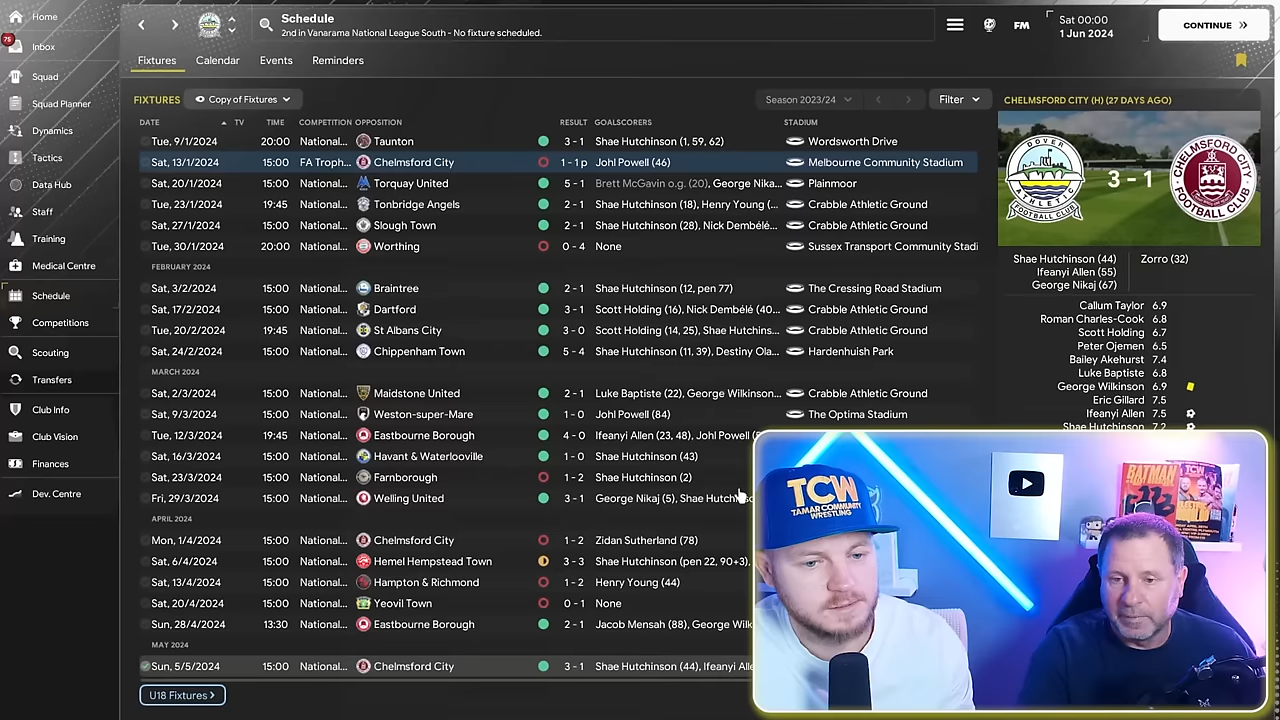 Home
75
Inbox
Squad
Squad Planner
Dynamics
Tactics
Data Hub
Staff
Training
Medical Centre
Schedule
Competitions
Scouting
Transfers
Club Info
Club Vision
Finances
Dev. Centre
Schedule
d in Vanarama National League South - No fixture scheduled.
FM
Sat 00:00
1 Jun 2024
CONTINUE
Fixtures Calendar Events Reminders
FIXTURES Copy of Fixtures Season 2023/24 Filter
DATE TV TIME COMPETITION OPPOSITION RESULT GOALSCORERS STADIUM
Tue, 9/1/2024 20:00 National... Taunton 3 - 1 Shae Hutchinson (1, 59, 62) Wordsworth Drive
Sat, 13/1/2024 15:00 FA Troph... Chelmsford City 1 - 1 p Johl Powell (46) Melbourne Community Stadium
Sat, 20/1/2024 15:00 National... Torquay United 5 - 1 Brett McGavin o.g. (20), George Nika... Plainmoor
Tue, 23/1/2024 19:45 National... Tonbridge Angels 2 - 1 Shae Hutchinson (18), Henry Young (... Crabble Athletic Ground
Sat, 27/1/2024 15:00 National... Slough Town 2 - 1 Shae Hutchinson (28), Nick Dembélé... Crabble Athletic Ground
Tue, 30/1/2024 20:00 National... Worthing 0 - 4 None Sussex Transport Community Stadi
FEBRUARY 2024
Sat, 3/2/2024 15:00 National... Braintree 2 - 1 Shae Hutchinson (12, pen 77) The Cressing Road Stadium
Sat, 17/2/2024 15:00 National... Dartford 3 - 1 Scott Holding (16), Nick Dembélé (40... Crabble Athletic Ground
Tue, 20/2/2024 19:45 National... St Albans City 3 - 0 Scott Holding (14, 25), Shae Hutchins... Crabble Athletic Ground
Sat, 24/2/2024 15:00 National... Chippenham Town 5 - 4 Shae Hutchinson (11, 39), Destiny Ola... Hardenhuish Park
MARCH 2024
Sat, 2/3/2024 15:00 National... Maidstone United 2 - 1 Luke Baptiste (22), George Wilkinson... Crabble Athletic Ground
Sat, 9/3/2024 15:00 National... Weston-super-Mare 1 - 0 Johl Powell (84) The Optima Stadium
Tue, 12/3/2024 19:45 National... Eastbourne Borough 4 - 0 Ifeanyi Allen (23, 48), Johl Powell
Sat, 16/3/2024 15:00 National... Havant & Waterlooville 1 - 0 Shae Hutchinson (43)
Sat, 23/3/2024 15:00 National... Farnborough 1 - 2 Shae Hutchinson (2)
Fri, 29/3/2024 15:00 National... Welling United 3 - 1 George Nikaj (5), Shae Hutch
APRIL 2024
Mon, 1/4/2024 15:00 National... Chelmsford City 1 - 2 Zidan Sutherland (78)
Sat, 6/4/2024 15:00 National... Hemel Hempstead Town 3 - 3 Shae Hutchinson (pen 22, 90+3),
Sat, 13/4/2024 15:00 National... Hampton & Richmond 1 - 2 Henry Young (44)
Sat, 20/4/2024 15:00 National... Yeovil Town 0 - 1 None
Sun, 28/4/2024 13:30 National... Eastbourne Borough 2 - 1 Jacob Mensah (88), George Wilk
MAY 2024
Sun, 5/5/2024 15:00 National... Chelmsford City 3 - 1 Shae Hutchinson (44), Ifeanyi Alle
U18 Fixtures
CHELMSFORD CITY (H) (27 DAYS AGO)
DOVER
ATHLETIC
FOOTBALL CLUB
3 - 1
CHELMSFORD CITY
FOOTBALL CLUB
Shae Hutchinson (44) Zorro (32)
Ifeanyi Allen (55)
George Nikaj (67)
Callum Taylor 6.9
Roman Charles-Cook 6.8
Scott Holding 6.7
Peter Ojemen 6.5
Bailey Akehurst 7.4
Luke Baptiste 6.8
George Wilkinson 6.9
Eric Gillard 7.5
Ifeanyi Allen 7.5
Shae Hutchinson 7.2
TCW
TAMAR COMMUNITY
WRESTLING
BATMAN
TCW